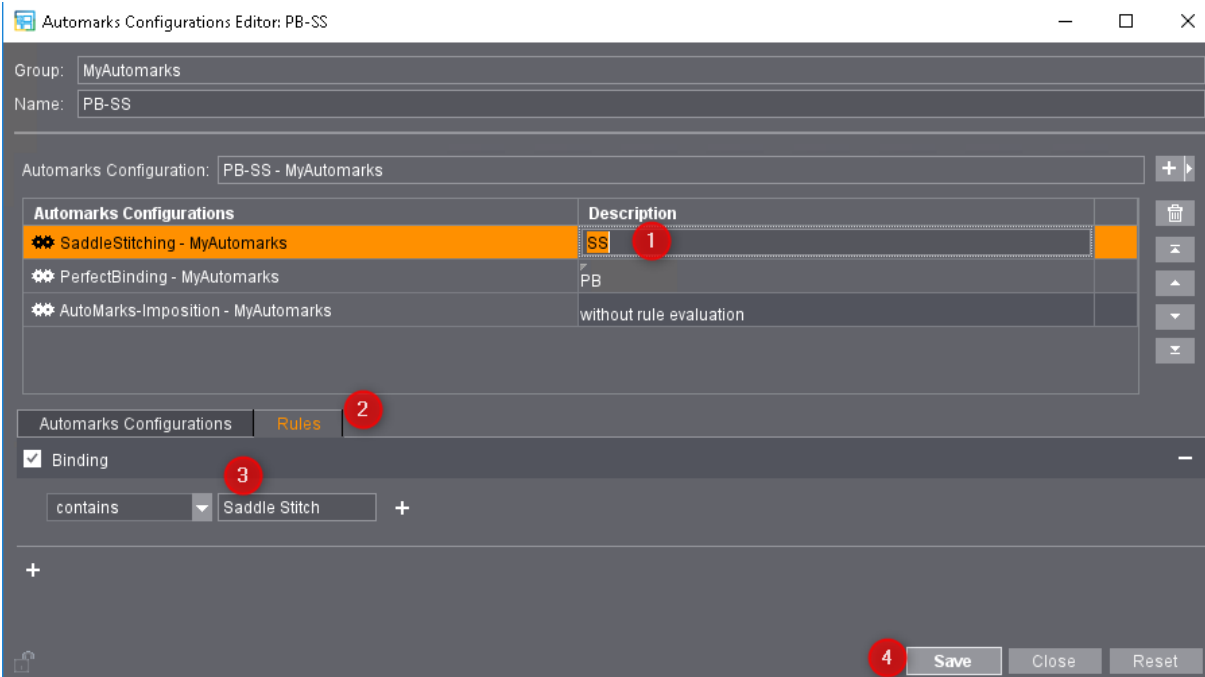 Automarks Configurations Editor: PB-SS
Group: MyAutomarks
Name: PB-SS
Automarks Configuration: PB-SS - MyAutomarks
Automarks Configurations Description
SaddleStitching - MyAutomarks SS 1
PerfectBinding - MyAutomarks PB
AutoMarks-Imposition - MyAutomarks without rule evaluation
Automarks Configurations Rules 2
Binding
3
contains Saddle Stitch
4 Save Close Reset